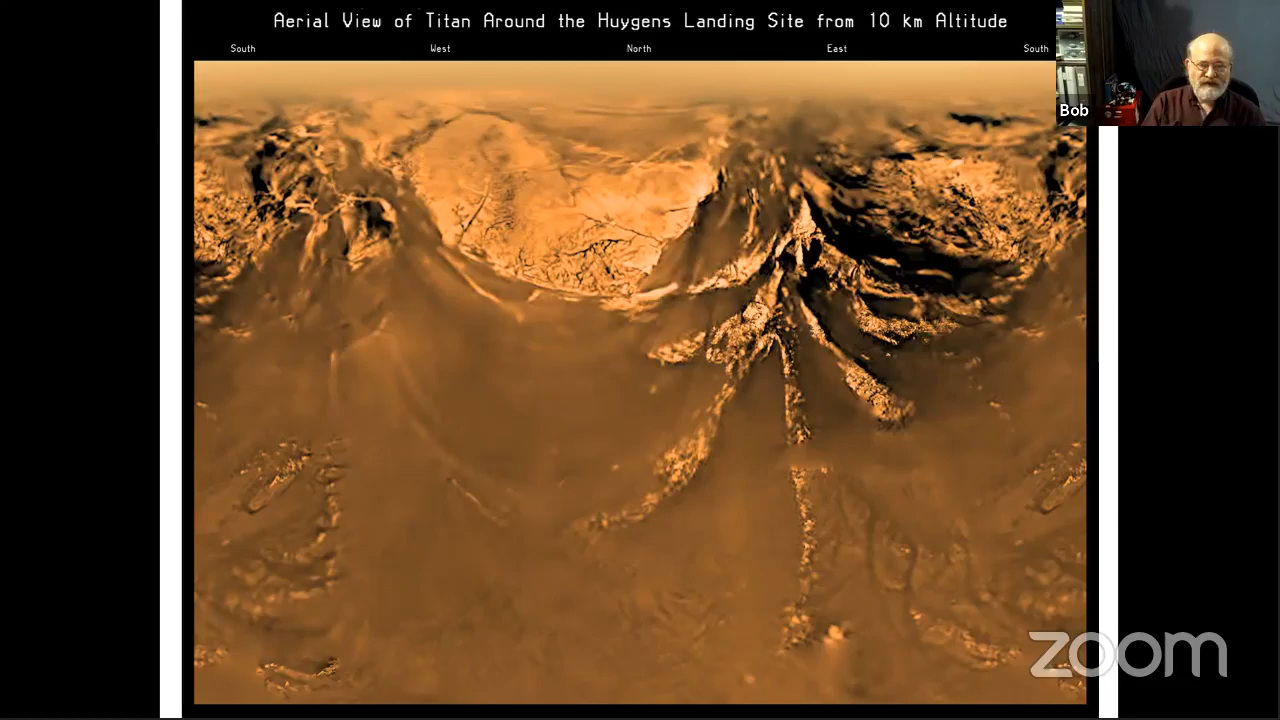 Aerial View of Titan Around the Huygens Landing Site from 10 km Altitude
South West North East South
Bob
zoom